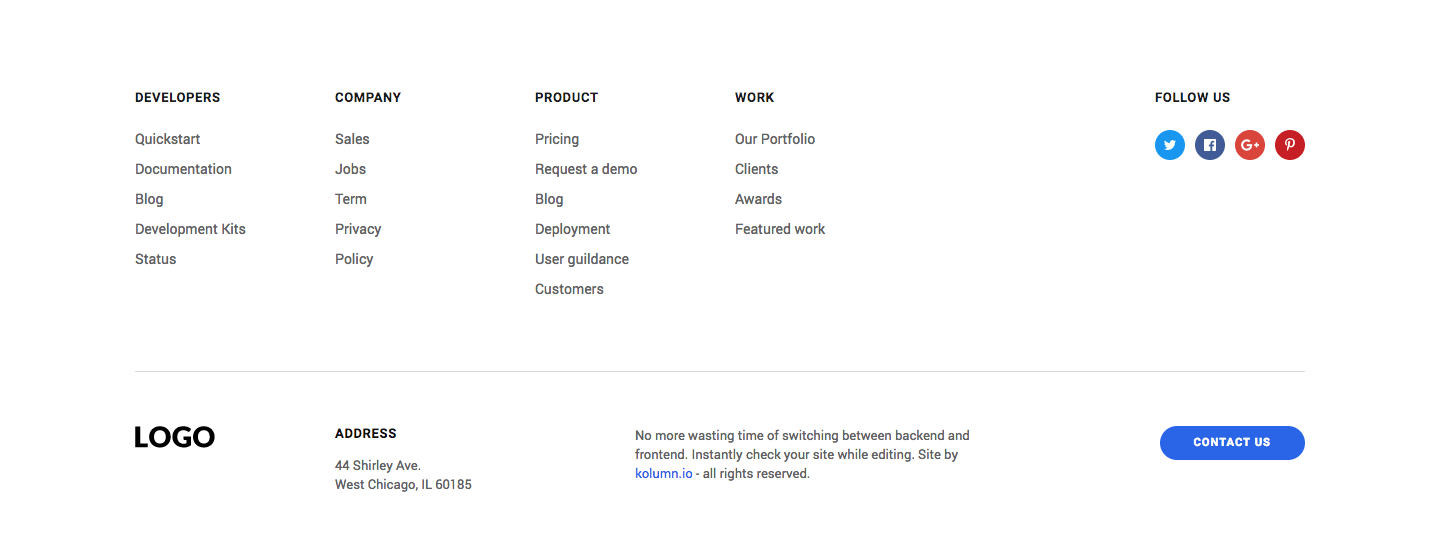 DEVELOPERS
Quickstart
Documentation
Blog
Development Kits
Status
COMPANY
Sales
Jobs
Term
Privacy
Policy
PRODUCT
Pricing
Request a demo
Blog
Deployment
User guildance
Customers
WORK
Our Portfolio
Clients
Awards
Featured work
FOLLOW US
LOGO
ADDRESS
44 Shirley Ave.
West Chicago, IL 60185
No more wasting time of switching between backend and
frontend. Instantly check your site while editing. Site by
kolumn.io - all rights reserved.
CONTACT US